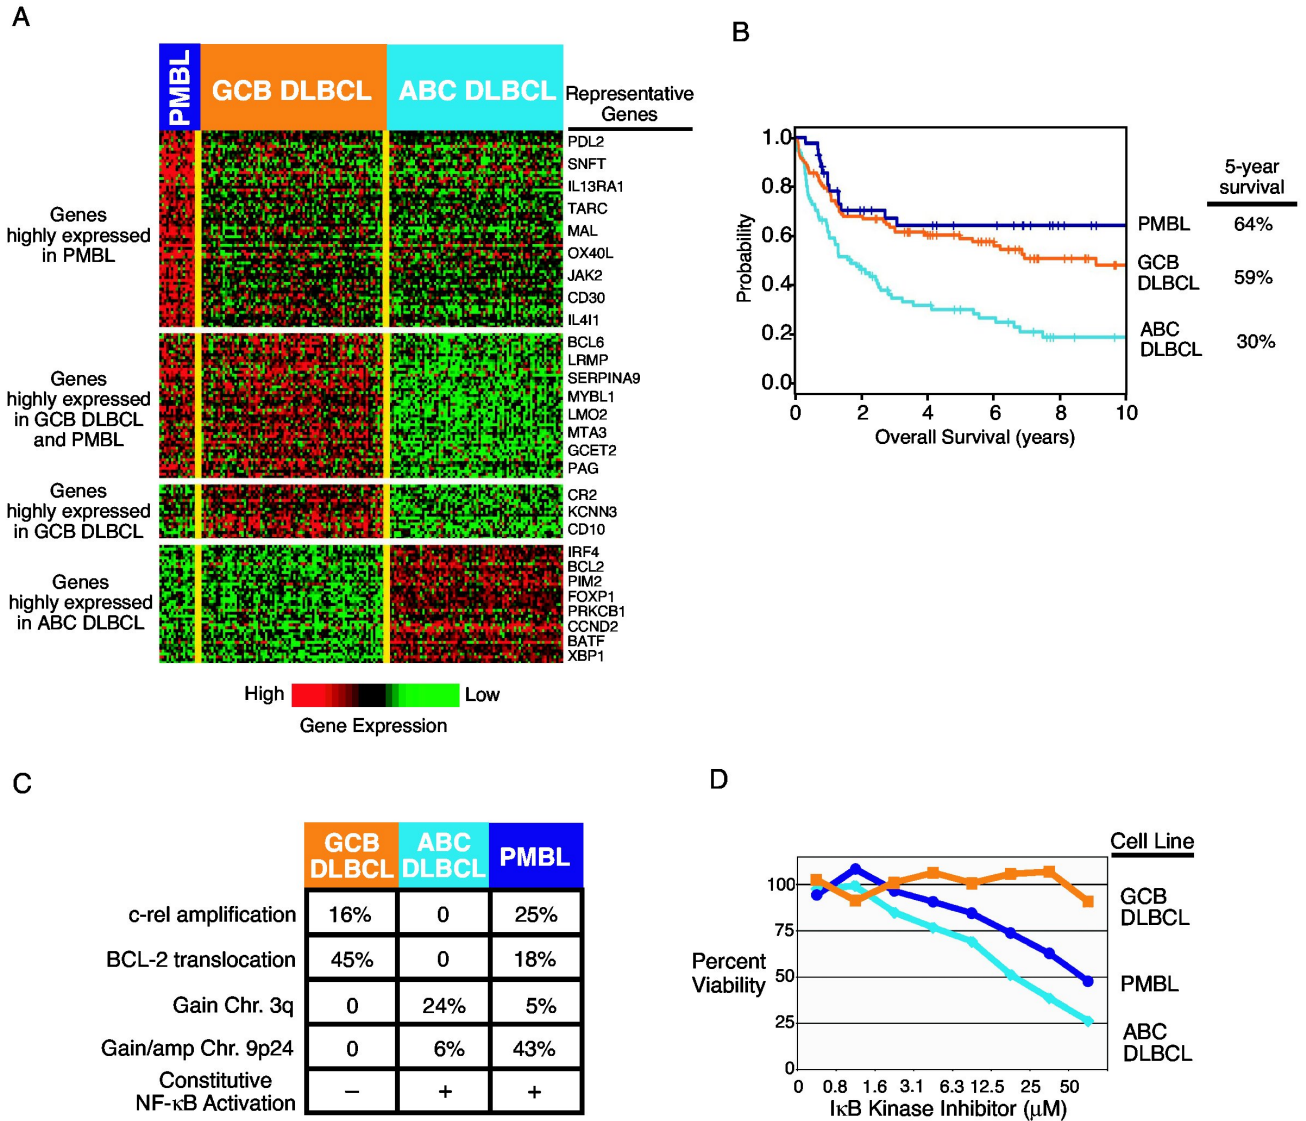 A
PMBL
GCB DLBCL
ABC DLBCL
Representative
Genes
Genes
highly expressed
in PMBL
PDL2
SNFT
IL13RA1
TARC
MAL
OX40L
JAK2
CD30
IL4I1
Genes
highly expressed
in GCB DLBCL
and PMBL
BCL6
LRMP
SERPINA9
MYBL1
LMO2
MTA3
GCET2
PAG
Genes
highly expressed
in GCB DLBCL
CR2
KCNN3
CD10
Genes
highly expressed
in ABC DLBCL
IRF4
BCL2
PIM2
FOXP1
PRKCB1
CCND2
BATF
XBP1
High
Low
Gene Expression
B
Probability
1.0
0.8
0.6
0.4
0.2
0.0
0 2 4 6 8 10
Overall Survival (years)
5-year
survival
PMBL 64%
GCB
DLBCL 59%
ABC
DLBCL 30%
C
GCB
DLBCL
ABC
DLBCL
PMBL
c-rel amplification 16% 0 25%
BCL-2 translocation 45% 0 18%
Gain Chr. 3q 0 24% 5%
Gain/amp Chr. 9p24 0 6% 43%
Constitutive
NF-κB Activation − + +
D
Cell Line
Percent
Viability
100
75
50
25
0
0 0.8 1.6 3.1 6.3 12.5 25 50
IκB Kinase Inhibitor (μM)
GCB
DLBCL
PMBL
ABC
DLBCL